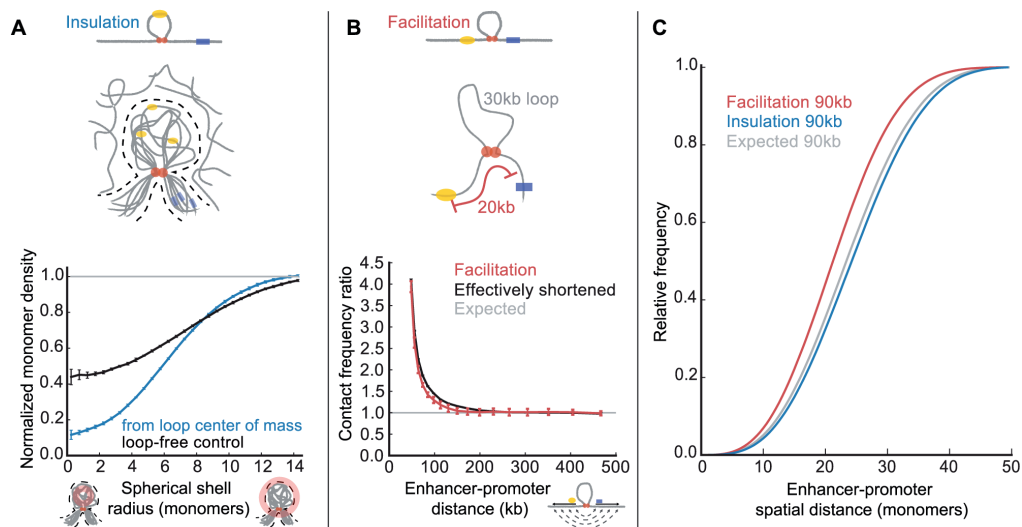 A
Insulation
Normalized monomer density
1.0
0.8
0.6
0.4
0.2
0.0
from loop center of mass
loop-free control
0 2 4 6 8 10 12 14
Spherical shell
radius (monomers)
B
Facilitation
30kb loop
20kb
Contact frequency ratio
4.5
4.0
3.5
3.0
2.5
2.0
1.5
1.0
0.5
0.0
Facilitation
Effectively shortened
Expected
0 100 200 300 400 500
Enhancer-promoter
distance (kb)
C
Relative frequency
1.0
0.8
0.6
0.4
0.2
0.0
Facilitation 90kb
Insulation 90kb
Expected 90kb
0 10 20 30 40 50
Enhancer-promoter
spatial distance (monomers)